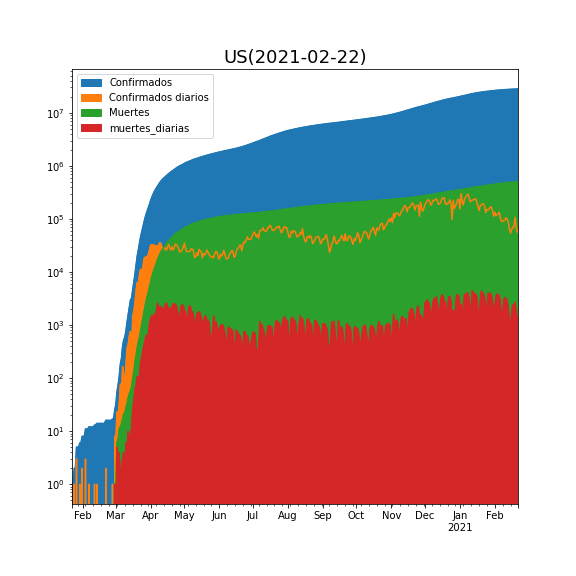 US(2021-02-22)
Confirmados
Confirmados diarios
Muertes
muertes_diarias
10⁷
10⁶
10⁵
10⁴
10³
10²
10¹
10⁰
Feb Mar Apr May Jun Jul Aug Sep Oct Nov Dec Jan Feb
2021